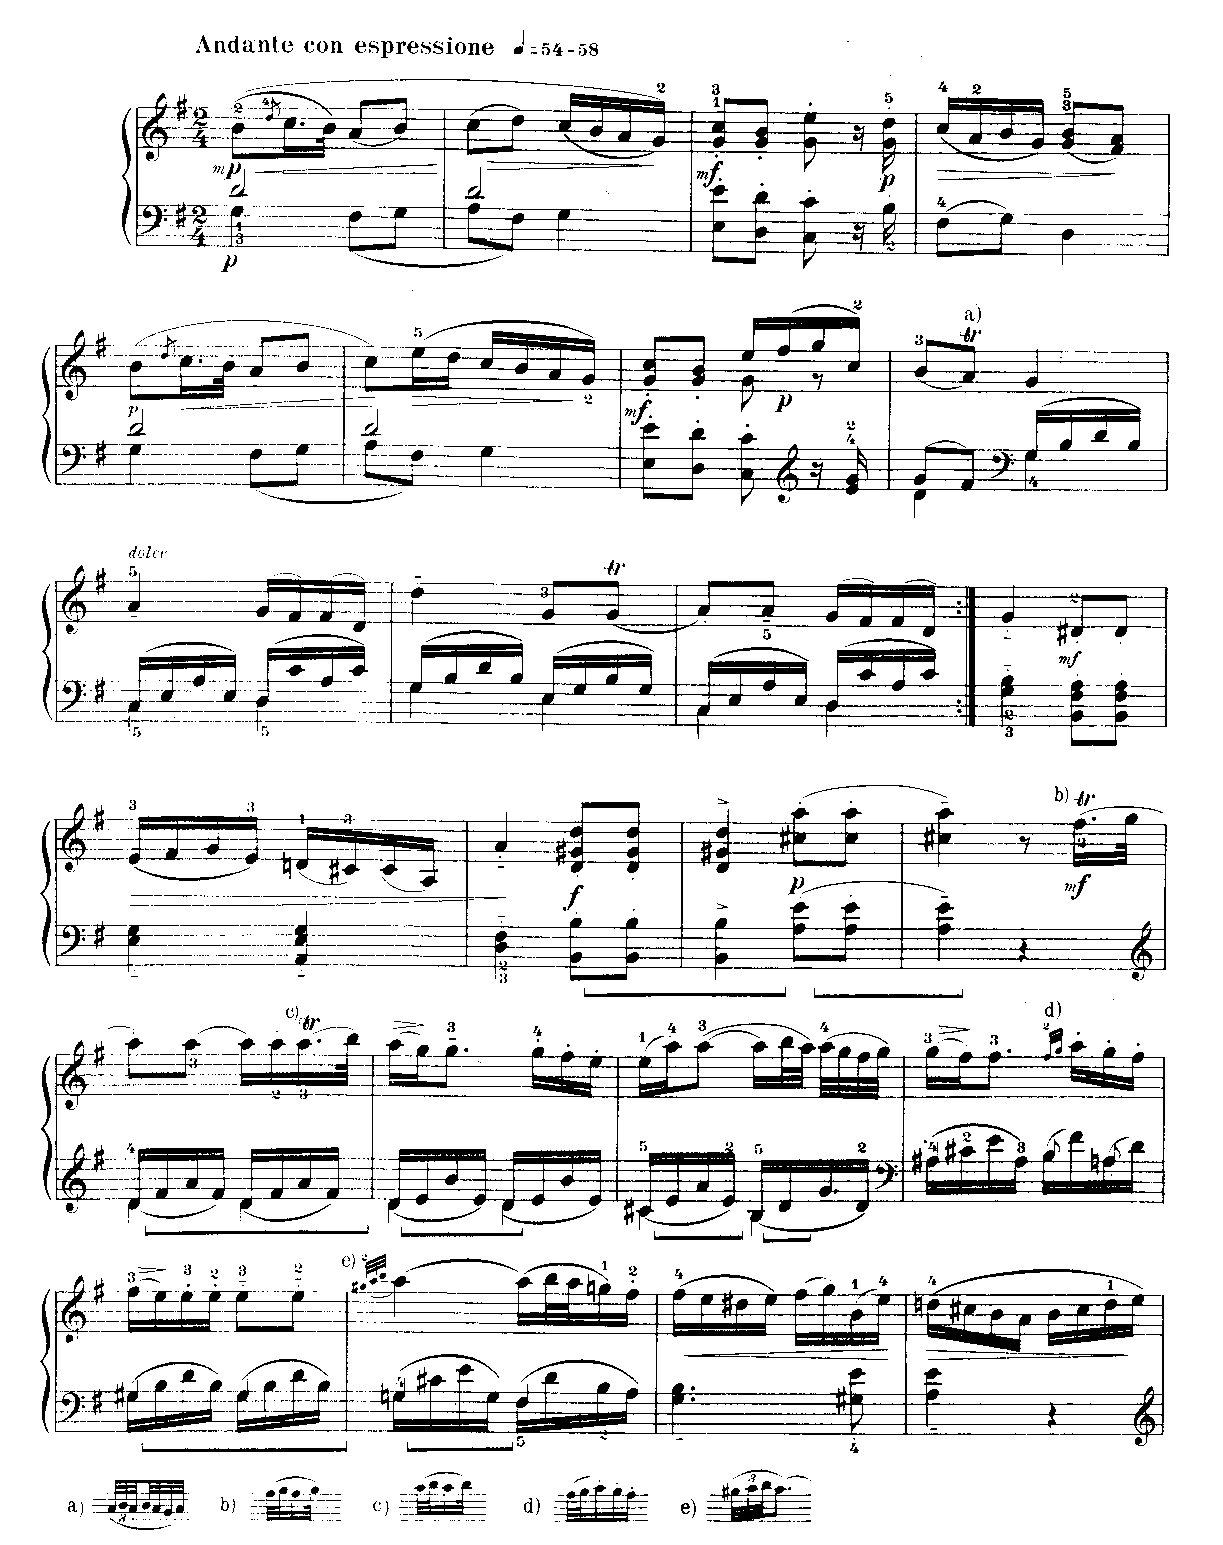 Andante con espressione ♩=54-58
mp
mf
p
p
a)
tr
p
mf
p
dolce
tr
mf
b)
tr
f
p
mf
c)
tr
d)
e)
a) b) c) d) e)